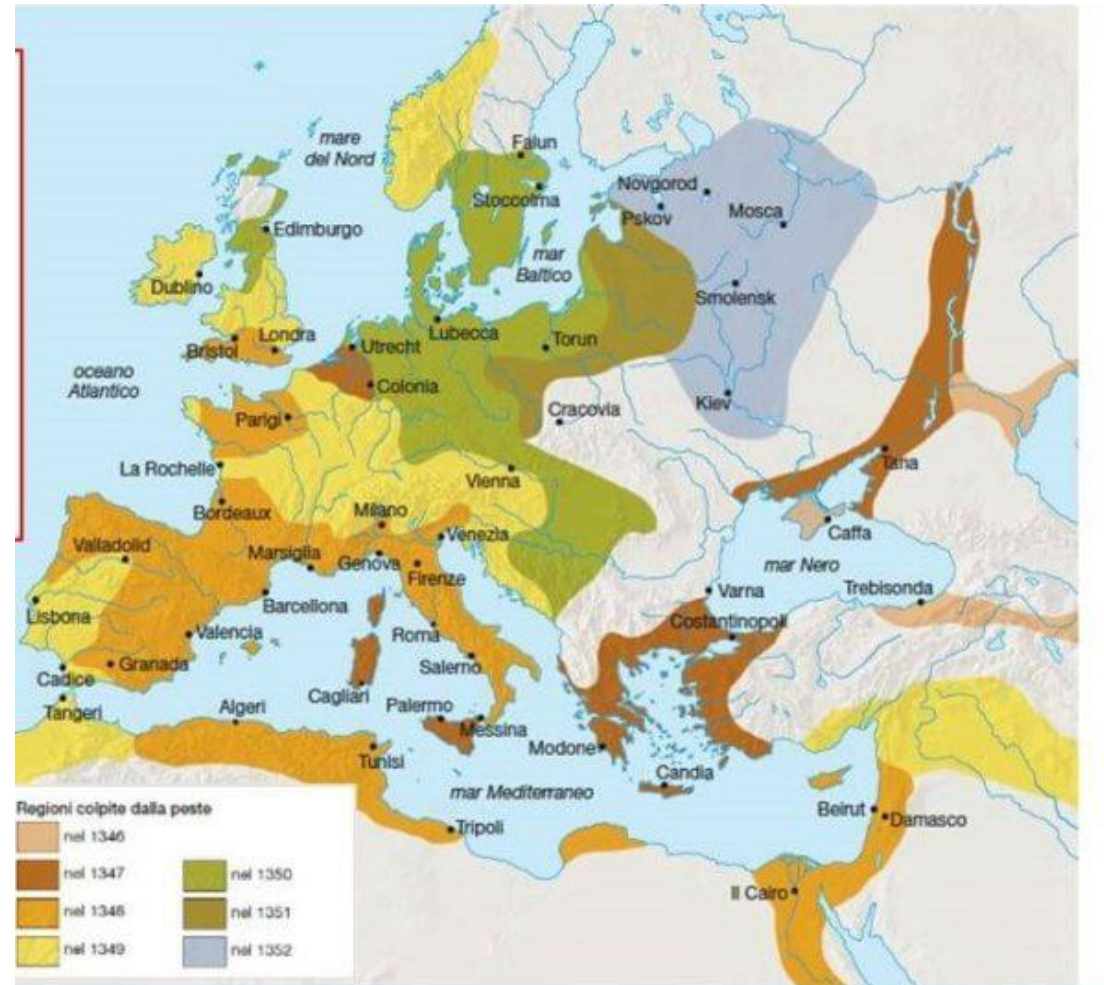 mare
del Nord
Falun
Stoccolma
Novgorod
Pskov
Mosca
Edimburgo
mar
Baltico
Dublino
Smolensk
Lubecca
Londra
Bristol
Utrecht
Torun
oceano
Atlantico
Colonia
Kiev
Cracovia
Parigi
La Rochelle
Vienna
Tana
Bordeaux
Milano
Venezia
Caffa
Valladolid
Marsiglia
Genova
Firenze
mar Nero
Varna
Trebisonda
Barcellona
Lisbona
Costantinopoli
Valencia
Roma
Granada
Salerno
Cadice
Cagliari
Palermo
Tangeri
Algeri
Messina
Modone
Tunisi
Candia
mar Mediterraneo
Beirut
Damasco
Tripoli
Il Cairo
Regioni colpite dalla peste
nel 1346
nel 1347
nel 1348
nel 1349
nel 1350
nel 1351
nel 1352